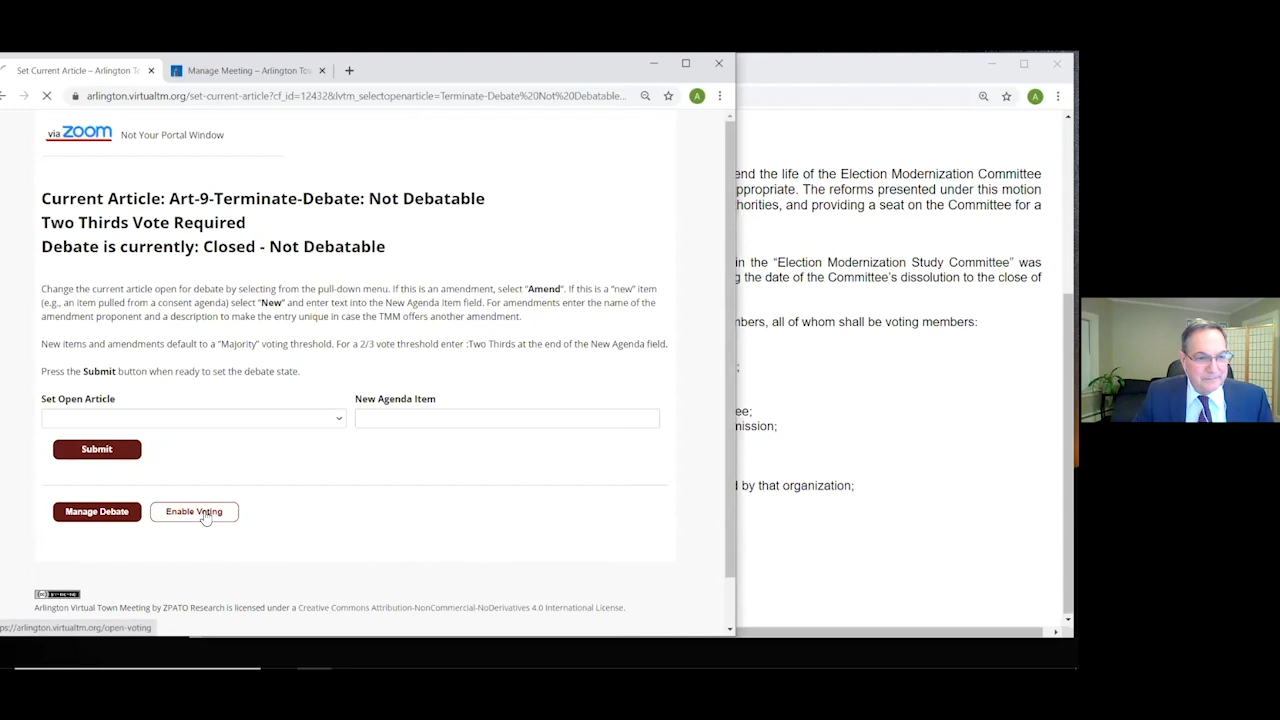 Set Current Article – Arlington To
Manage Meeting – Arlington Tow
arlington.virtualtm.org/set-current-article?cf_id=12432&lvtm_selectopenarticle=Terminate-Debate%20Not%20Debatable...
A
A
via zoom Not Your Portal Window
Current Article: Art-9-Terminate-Debate: Not Debatable
Two Thirds Vote Required
Debate is currently: Closed - Not Debatable
Change the current article open for debate by selecting from the pull-down menu. If this is an amendment, select "Amend". If this is a "new" item
(e.g., an item pulled from a consent agenda) select "New" and enter text into the New Agenda Item field. For amendments enter the name of the
amendment proponent and a description to make the entry unique in case the TMM offers another amendment.
New items and amendments default to a "Majority" voting threshold. For a 2/3 vote threshold enter :Two Thirds at the end of the New Agenda field.
Press the Submit button when ready to set the debate state.
Set Open Article
New Agenda Item
Submit
Manage Debate
Enable Voting
Arlington Virtual Town Meeting by ZPATO Research is licensed under a Creative Commons Attribution-NonCommercial-NoDerivatives 4.0 International License.
ps://arlington.virtualtm.org/open-voting
end the life of the Election Modernization Committee
ppropriate. The reforms presented under this motion
horities, and providing a seat on the Committee for a
in the “Election Modernization Study Committee” was
g the date of the Committee’s dissolution to the close of
mbers, all of whom shall be voting members:
;
ee;
mission;
d by that organization;